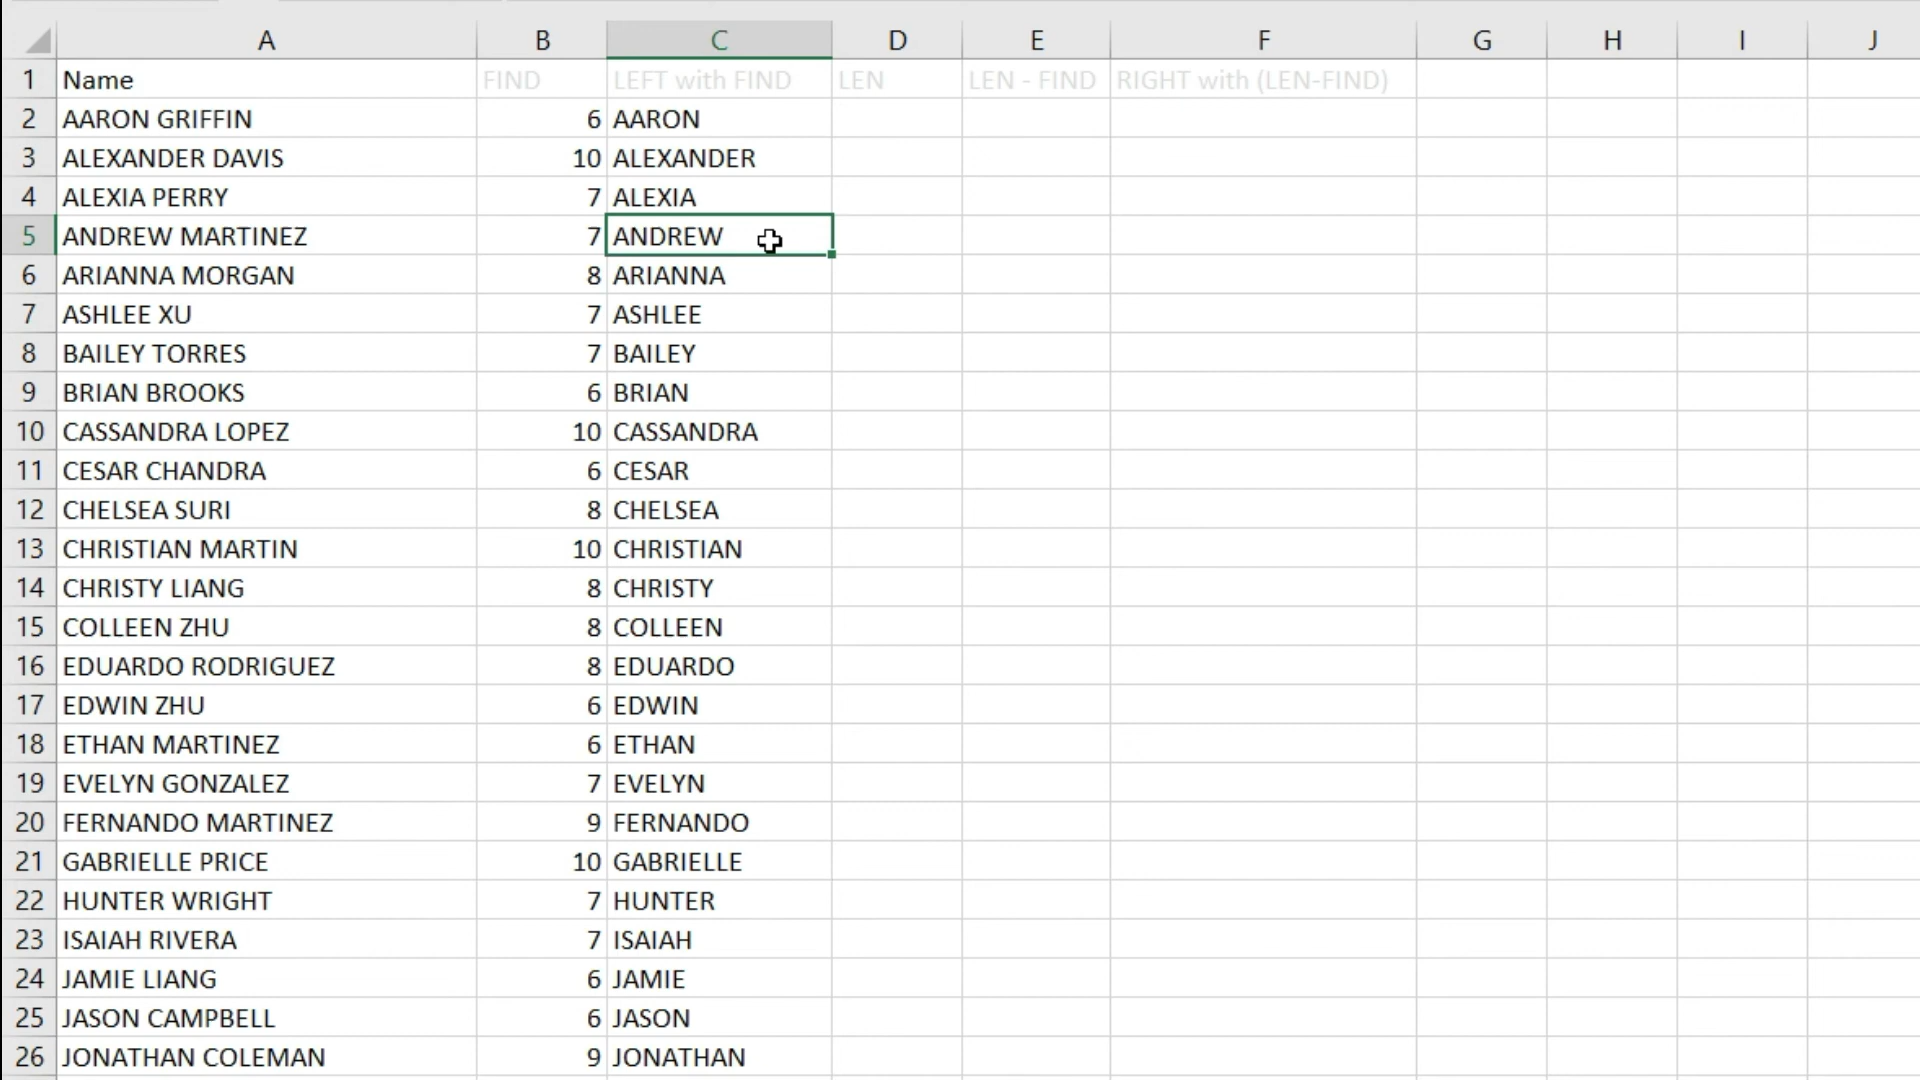 A B C D E F G H I J
1 Name FIND LEFT with FIND LEN LEN - FIND RIGHT with (LEN-FIND)
2 AARON GRIFFIN 6 AARON
3 ALEXANDER DAVIS 10 ALEXANDER
4 ALEXIA PERRY 7 ALEXIA
5 ANDREW MARTINEZ 7 ANDREW
6 ARIANNA MORGAN 8 ARIANNA
7 ASHLEE XU 7 ASHLEE
8 BAILEY TORRES 7 BAILEY
9 BRIAN BROOKS 6 BRIAN
10 CASSANDRA LOPEZ 10 CASSANDRA
11 CESAR CHANDRA 6 CESAR
12 CHELSEA SURI 8 CHELSEA
13 CHRISTIAN MARTIN 10 CHRISTIAN
14 CHRISTY LIANG 8 CHRISTY
15 COLLEEN ZHU 8 COLLEEN
16 EDUARDO RODRIGUEZ 8 EDUARDO
17 EDWIN ZHU 6 EDWIN
18 ETHAN MARTINEZ 6 ETHAN
19 EVELYN GONZALEZ 7 EVELYN
20 FERNANDO MARTINEZ 9 FERNANDO
21 GABRIELLE PRICE 10 GABRIELLE
22 HUNTER WRIGHT 7 HUNTER
23 ISAIAH RIVERA 7 ISAIAH
24 JAMIE LIANG 6 JAMIE
25 JASON CAMPBELL 6 JASON
26 JONATHAN COLEMAN 9 JONATHAN